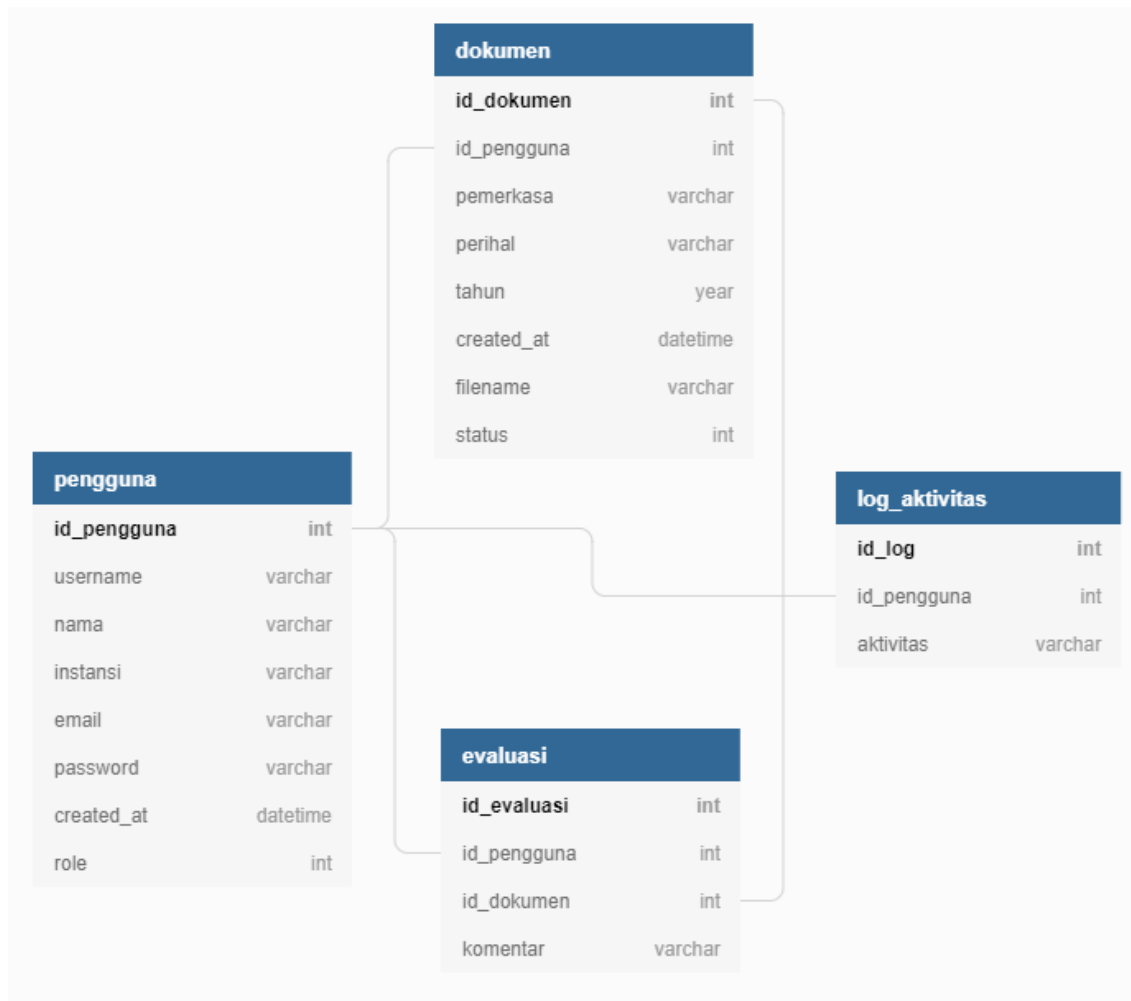 dokumen
id_dokumen int
id_pengguna int
pemerkasa varchar
perihal varchar
tahun year
created_at datetime
filename varchar
status int
pengguna
id_pengguna int
username varchar
nama varchar
instansi varchar
email varchar
password varchar
created_at datetime
role int
log_aktivitas
id_log int
id_pengguna int
aktivitas varchar
evaluasi
id_evaluasi int
id_pengguna int
id_dokumen int
komentar varchar